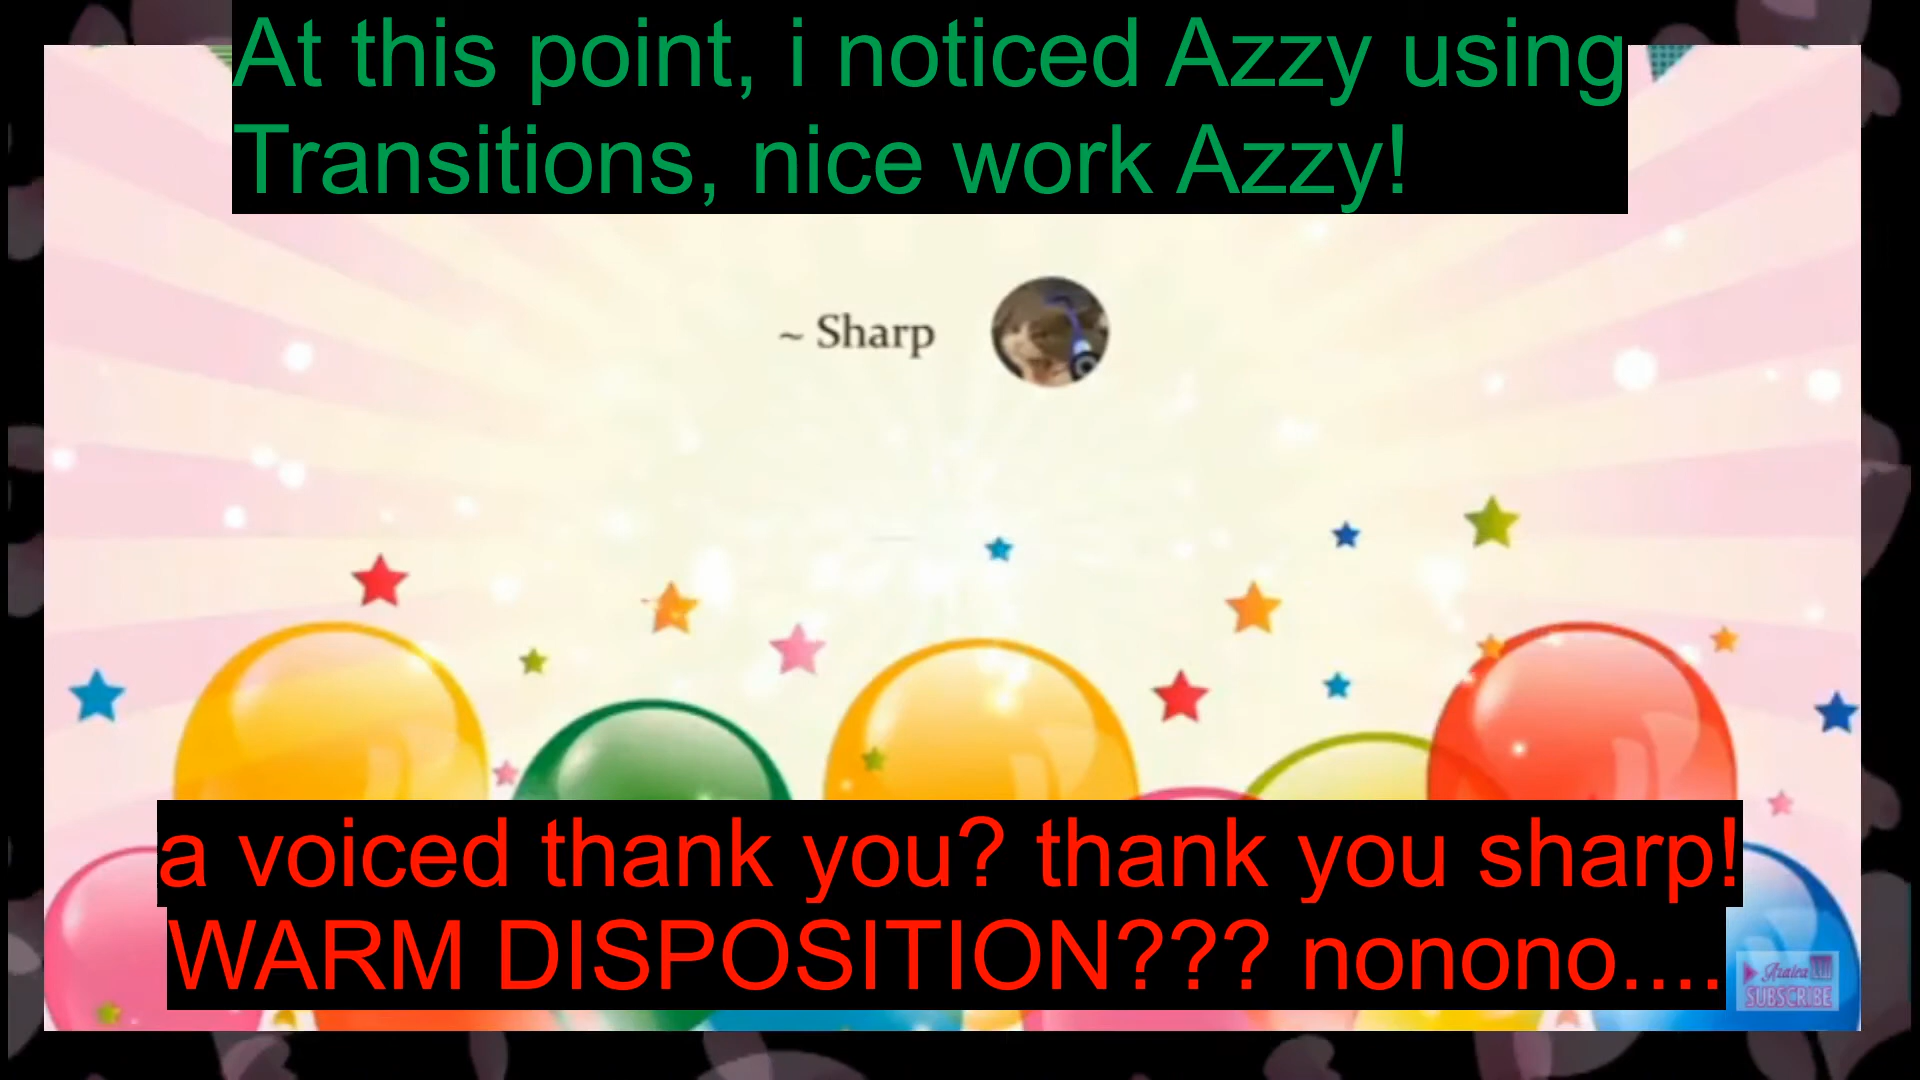 At this point, i noticed Azzy using
Transitions, nice work Azzy!
~ Sharp
a voiced thank you? thank you sharp!
WARM DISPOSITION??? nonono....
Azalea
SUBSCRIBE